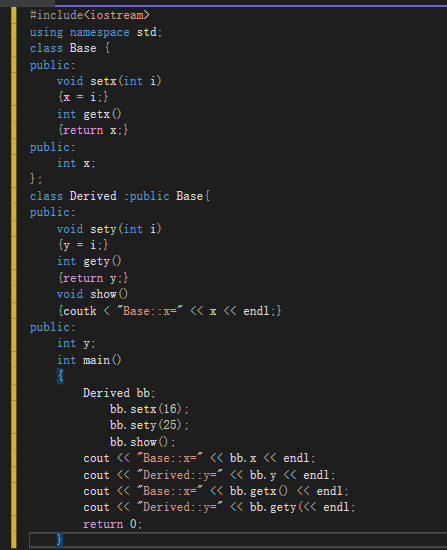 #include<iostream>
using namespace std;
class Base {
public:
void setx(int i)
{x = i;}
int getx()
{return x;}
public:
int x;
};
class Derived :public Base{
public:
void sety(int i)
{y = i;}
int gety()
{return y;}
void show()
{coutk < "Base::x=" << x << endl;}
public:
int y;
int main()
{
Derived bb;
bb.setx(16);
bb.sety(25);
bb.show();
cout << "Base::x=" << bb.x << endl;
cout << "Derived::y=" << bb.y << endl;
cout << "Base::x=" << bb.getx() << endl;
cout << "Derived::y=" << bb.gety(<< endl;
return 0;
}